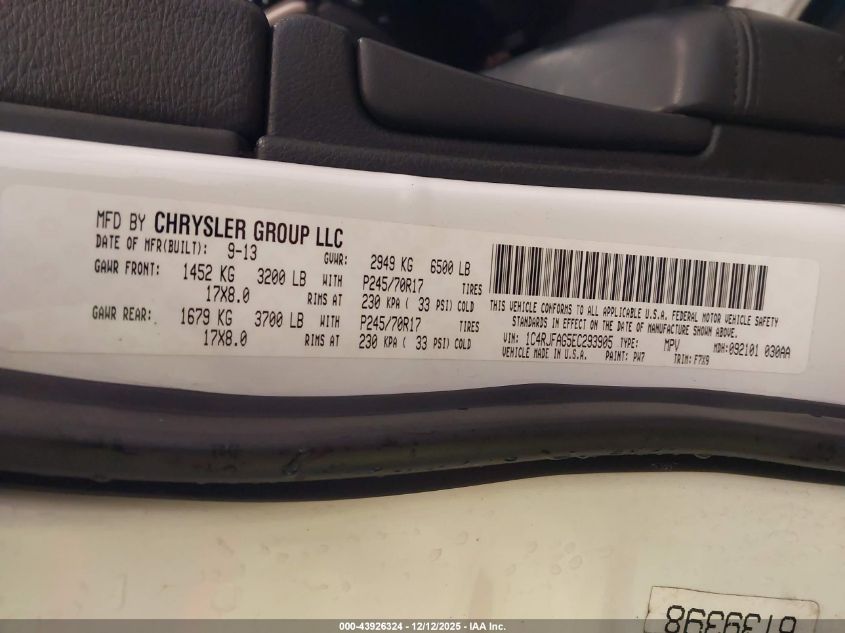 MFD BY CHRYSLER GROUP LLC
DATE OF MFR(BUILT): 9-13 GVWR: 2949 KG 6500 LB
GAWR FRONT: 1452 KG 3200 LB WITH P245/70R17 TIRES
17X8.0 RIMS AT 230 KPA ( 33 PSI) COLD
GAWR REAR: 1679 KG 3700 LB WITH P245/70R17 TIRES
17X8.0 RIMS AT 230 KPA ( 33 PSI) COLD
THIS VEHICLE CONFORMS TO ALL APPLICABLE U.S.A. FEDERAL MOTOR VEHICLE SAFETY
STANDARDS IN EFFECT ON THE DATE OF MANUFACTURE SHOWN ABOVE.
VIN: 1C4RJFAG5EC293905 TYPE: MPV MDH:092101 030AA
VEHICLE MADE IN U.S.A. PAINT: PW7 TRIM: F7X9
000-43926324 - 12/12/2025 - IAA Inc.